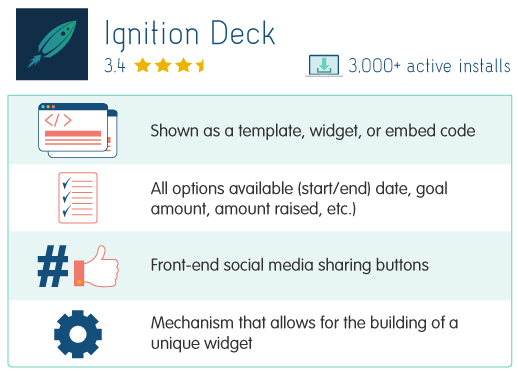 Ignition Deck
3.4
3,000+ active installs
</>
Shown as a template, widget, or embed code
All options available (start/end) date, goal
amount, amount raised, etc.)
#
Front-end social media sharing buttons
Mechanism that allows for the building of a
unique widget